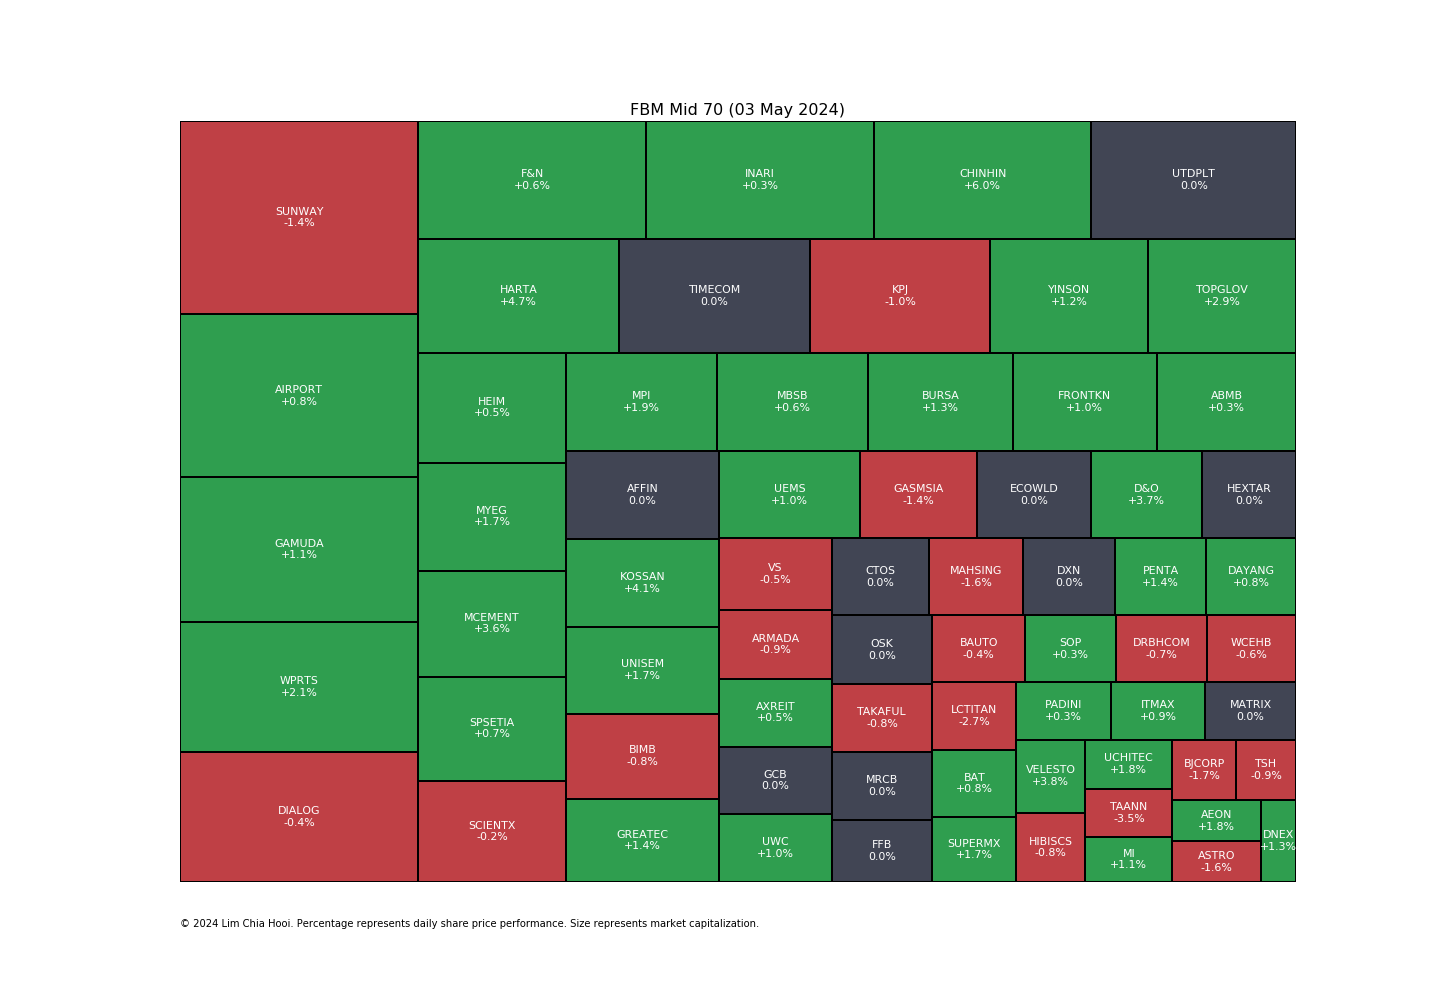 FBM Mid 70 (03 May 2024)
SUNWAY
-1.4%
AIRPORT
+0.8%
GAMUDA
+1.1%
WPRTS
+2.1%
DIALOG
-0.4%
F&N
+0.6%
INARI
+0.3%
CHINHIN
+6.0%
UTDPLT
0.0%
HARTA
+4.7%
TIMECOM
0.0%
KPJ
-1.0%
YINSON
+1.2%
TOPGLOV
+2.9%
HEIM
+0.5%
MYEG
+1.7%
MCEMENT
+3.6%
SPSETIA
+0.7%
SCIENTX
-0.2%
MPI
+1.9%
MBSB
+0.6%
BURSA
+1.3%
FRONTKN
+1.0%
ABMB
+0.3%
AFFIN
0.0%
KOSSAN
+4.1%
UNISEM
+1.7%
BIMB
-0.8%
GREATEC
+1.4%
UEMS
+1.0%
GASMSIA
-1.4%
ECOWLD
0.0%
D&O
+3.7%
HEXTAR
0.0%
VS
-0.5%
ARMADA
-0.9%
AXREIT
+0.5%
GCB
0.0%
UWC
+1.0%
CTOS
0.0%
MAHSING
-1.6%
DXN
0.0%
PENTA
+1.4%
DAYANG
+0.8%
OSK
0.0%
TAKAFUL
-0.8%
MRCB
0.0%
FFB
0.0%
BAUTO
-0.4%
SOP
+0.3%
DRBHCOM
-0.7%
WCEHB
-0.6%
LCTITAN
-2.7%
BAT
+0.8%
SUPERMX
+1.7%
PADINI
+0.3%
ITMAX
+0.9%
MATRIX
0.0%
VELESTO
+3.8%
HIBISCS
-0.8%
UCHITEC
+1.8%
TAANN
-3.5%
MI
+1.1%
BJCORP
-1.7%
TSH
-0.9%
AEON
+1.8%
ASTRO
-1.6%
DNEX
+1.3%
© 2024 Lim Chia Hooi. Percentage represents daily share price performance. Size represents market capitalization.